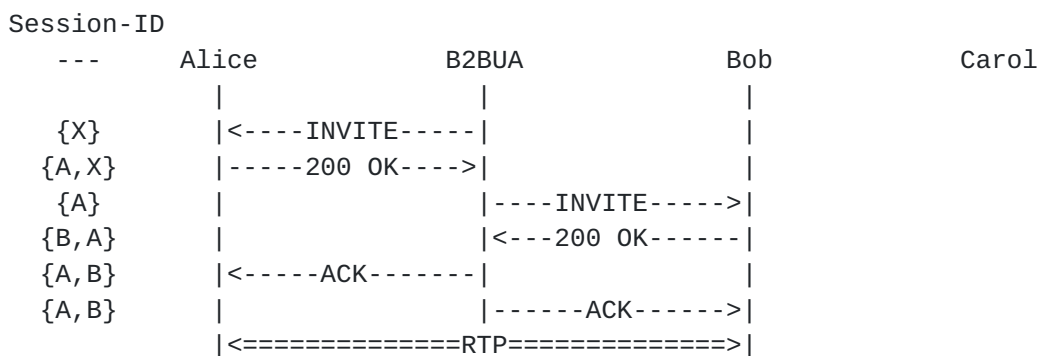 Session-ID
   ---     Alice            B2BUA             Bob            Carol
             |                |                |
   {X}       |<----INVITE-----|                |
  {A,X}      |-----200 OK---->|                |
   {A}       |                |----INVITE----->|
  {B,A}      |                |<---200 OK------|
  {A,B}      |<-----ACK-------|                |
  {A,B}      |                |------ACK------>|
             |<==============RTP==============>|